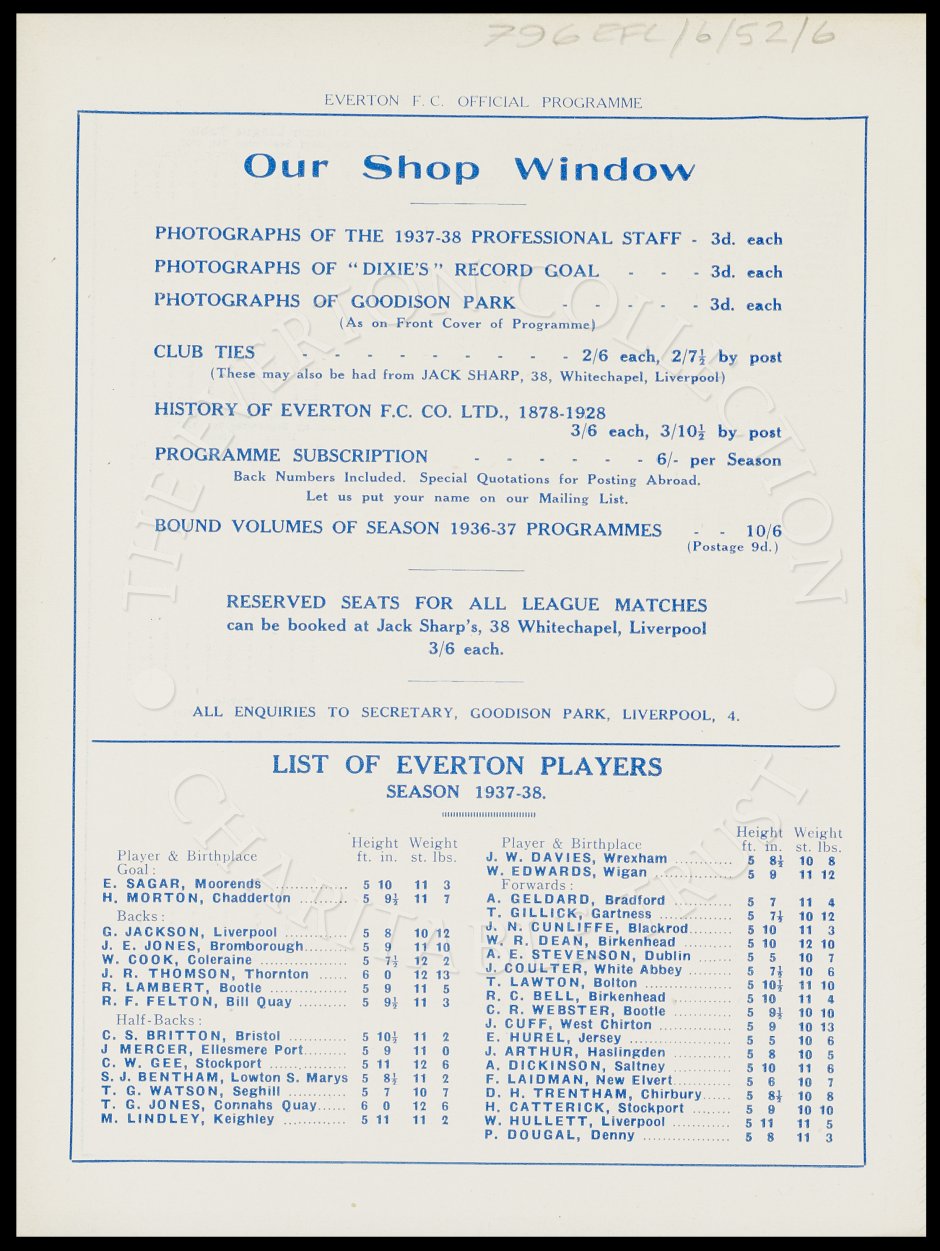 796 EFC/6/52/6
EVERTON F.C. OFFICIAL PROGRAMME
Our Shop Window
PHOTOGRAPHS OF THE 1937-38 PROFESSIONAL STAFF - 3d. each
PHOTOGRAPHS OF "DIXIE'S" RECORD GOAL - - - 3d. each
PHOTOGRAPHS OF GOODISON PARK - - - - - 3d. each
(As on Front Cover of Programme)
CLUB TIES - - - - - - - - - 2/6 each, 2/7½ by post
(These may also be had from JACK SHARP, 38, Whitechapel, Liverpool)
HISTORY OF EVERTON F.C. CO. LTD., 1878-1928
3/6 each, 3/10½ by post
PROGRAMME SUBSCRIPTION - - - - - - 6/- per Season
Back Numbers Included. Special Quotations for Posting Abroad.
Let us put your name on our Mailing List.
BOUND VOLUMES OF SEASON 1936-37 PROGRAMMES - - 10/6
(Postage 9d.)
RESERVED SEATS FOR ALL LEAGUE MATCHES
can be booked at Jack Sharp's, 38 Whitechapel, Liverpool
3/6 each.
ALL ENQUIRIES TO SECRETARY, GOODISON PARK, LIVERPOOL, 4.
LIST OF EVERTON PLAYERS
SEASON 1937-38.
Height Weight
Player & Birthplace ft. in. st. lbs.
Goal:
E. SAGAR, Moorends .............. 5 10 11 3
H. MORTON, Chadderton .......... 5 9½ 11 7
Backs:
G. JACKSON, Liverpool ............ 5 8 10 12
J. E. JONES, Bromborough......... 5 9 11 10
W. COOK, Coleraine ................ 5 7½ 12 2
J. R. THOMSON, Thornton ...... 6 0 12 13
R. LAMBERT, Bootle ................ 5 9 11 5
R. F. FELTON, Bill Quay ........... 5 9½ 11 3
Half-Backs:
C. S. BRITTON, Bristol ............. 5 10½ 11 2
J MERCER, Ellesmere Port......... 5 9 11 0
C. W. GEE, Stockport ................ 5 11 12 6
S. J. BENTHAM, Lowton S. Marys 5 8½ 11 2
T. G. WATSON, Seghill ............. 5 7 10 7
T. G. JONES, Connahs Quay...... 6 0 12 6
M. LINDLEY, Keighley ............. 5 11 11 2
Height Weight
Player & Birthplace ft. in. st. lbs.
J. W. DAVIES, Wrexham ............ 5 8½ 10 8
W. EDWARDS, Wigan ................ 5 9 11 12
Forwards:
A. GELDARD, Bradford ............. 5 7 11 4
T. GILLICK, Gartness ............... 5 7½ 10 12
J. N. CUNLIFFE, Blackrod......... 5 10 11 3
W. R. DEAN, Birkenhead .......... 5 10 12 10
A. E. STEVENSON, Dublin ....... 5 5 10 7
J. COULTER, White Abbey ........ 5 7½ 10 6
T. LAWTON, Bolton ................. 5 10½ 11 10
R. C. BELL, Birkenhead ............ 5 10 11 4
C. R. WEBSTER, Bootle ............ 5 9½ 10 10
J. CUFF, West Chirton .............. 5 9 10 13
E. HUREL, Jersey .................... 5 5 10 6
J. ARTHUR, Haslingden ............ 5 8 10 5
A. DICKINSON, Saltney ............ 5 10 11 6
F. LAIDMAN, New Elvert........... 5 6 10 7
D. H. TRENTHAM, Chirbury...... 5 8½ 10 8
H. CATTERICK, Stockport ........ 5 9 10 10
W. HULLETT, Liverpool ............ 5 11 11 5
P. DOUGAL, Denny .................. 5 8 11 3
THE EVERTON COLLECTION
CHARITABLE TRUST